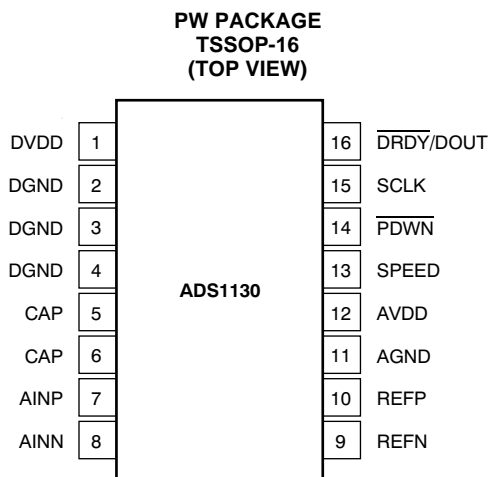 PW PACKAGE
TSSOP-16
(TOP VIEW)
DVDD 1 16 DRDY/DOUT
DGND 2 15 SCLK
DGND 3 14 PDWN
DGND 4 13 SPEED
ADS1130
CAP 5 12 AVDD
CAP 6 11 AGND
AINP 7 10 REFP
AINN 8 9 REFN